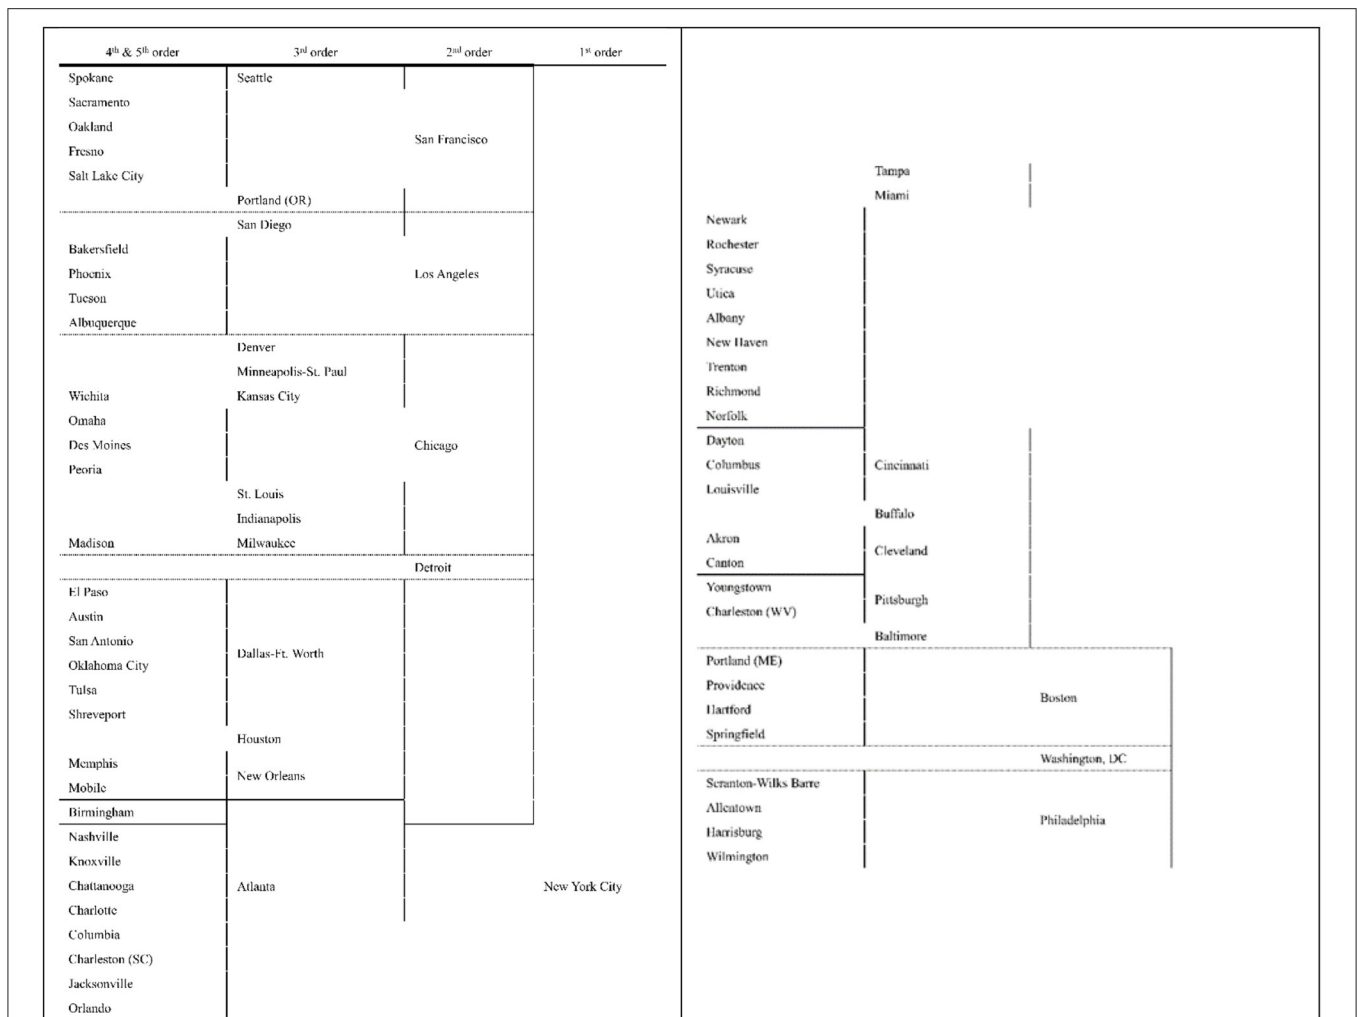 4th & 5th order 3rd order 2nd order 1st order
Spokane Seattle
Sacramento
Oakland
San Francisco
Fresno
Salt Lake City
Portland (OR)
San Diego
Bakersfield
Phoenix Los Angeles
Tucson
Albuquerque
Denver
Minneapolis-St. Paul
Wichita Kansas City
Omaha
Des Moines Chicago
Peoria
St. Louis
Indianapolis
Madison Milwaukee
Detroit
El Paso
Austin
San Antonio
Dallas-Ft. Worth
Oklahoma City
Tulsa
Shreveport
Houston
Memphis
New Orleans
Mobile
Birmingham
Nashville
Knoxville
Chattanooga Atlanta New York City
Charlotte
Columbia
Charleston (SC)
Jacksonville
Orlando
Tampa
Miami
Newark
Rochester
Syracuse
Utica
Albany
New Haven
Trenton
Richmond
Norfolk
Dayton
Columbus Cincinnati
Louisville
Buffalo
Akron
Cleveland
Canton
Youngstown
Pittsburgh
Charleston (WV)
Baltimore
Portland (ME)
Providence
Boston
Hartford
Springfield
Washington, DC
Scranton-Wilks Barre
Allentown
Philadelphia
Harrisburg
Wilmington